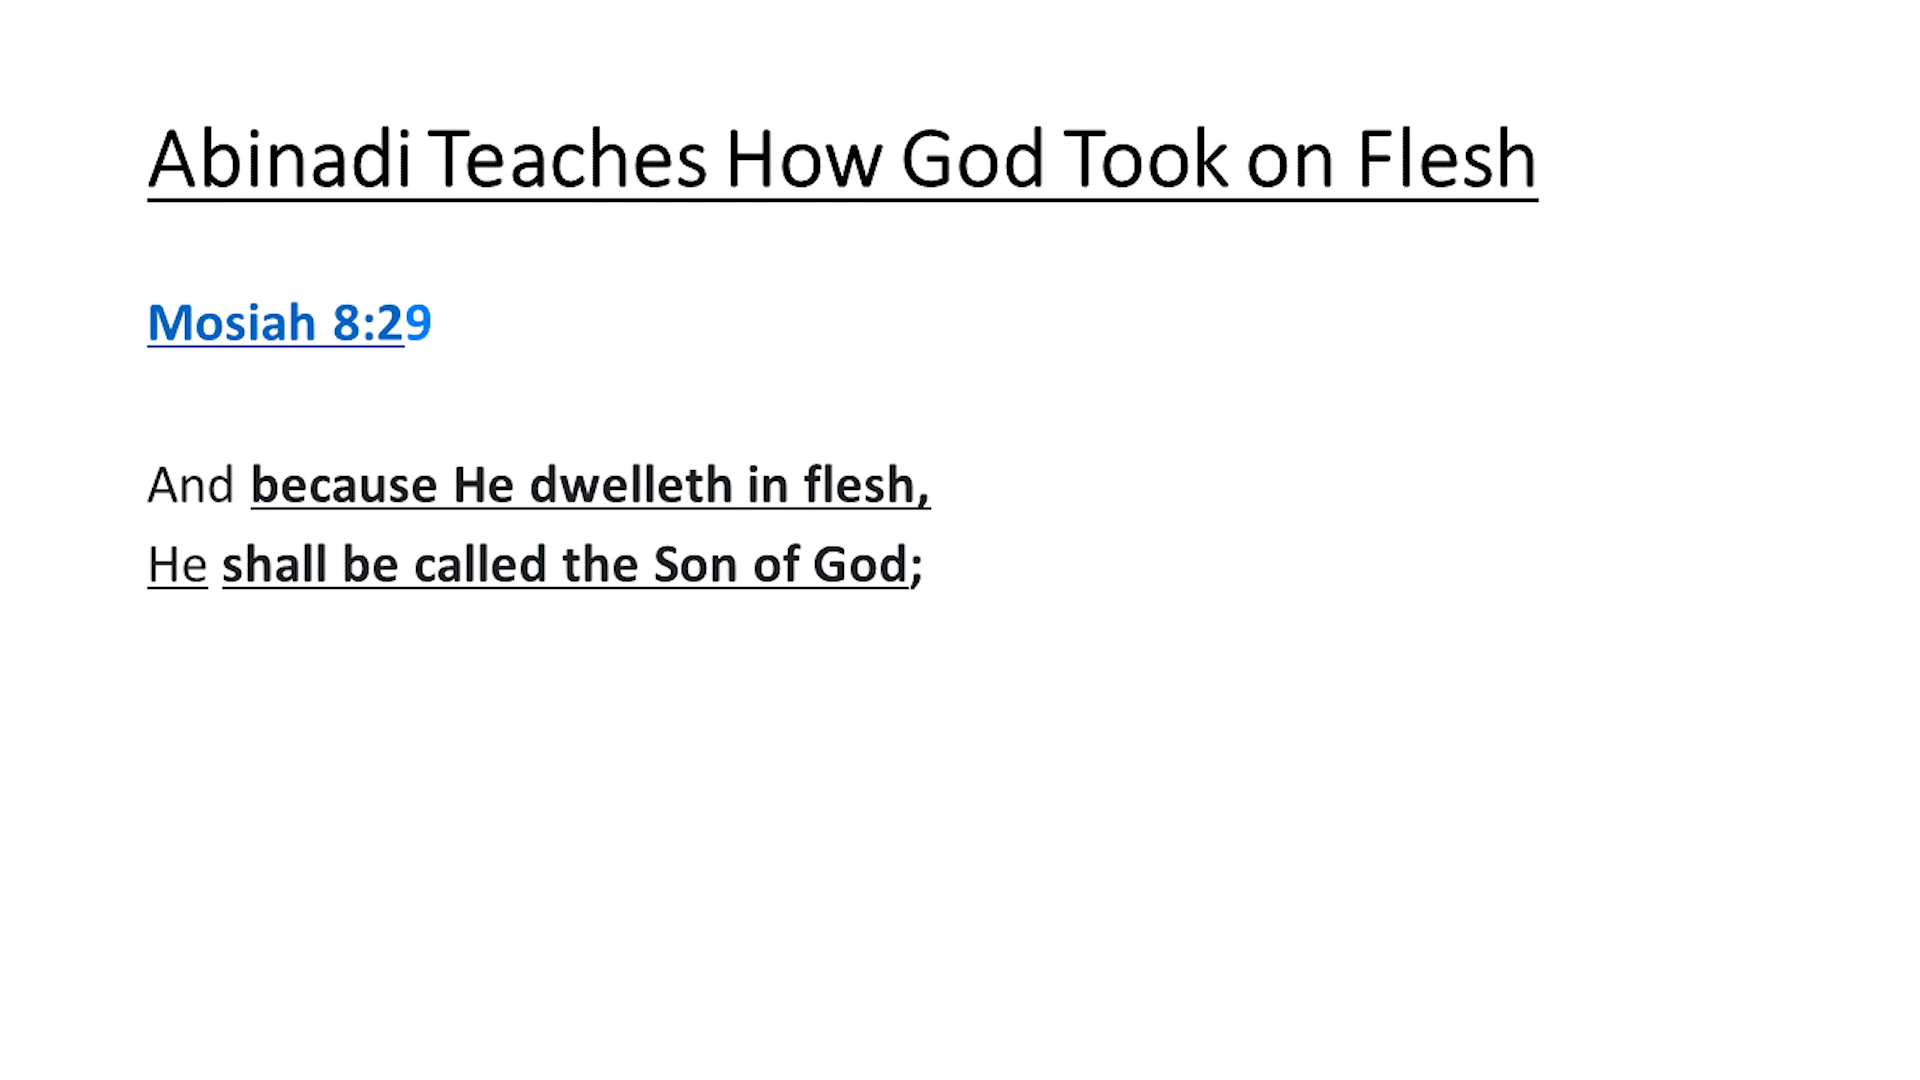 Abinadi Teaches How God Took on Flesh
Mosiah 8:29
And because He dwelleth in flesh,
He shall be called the Son of God;